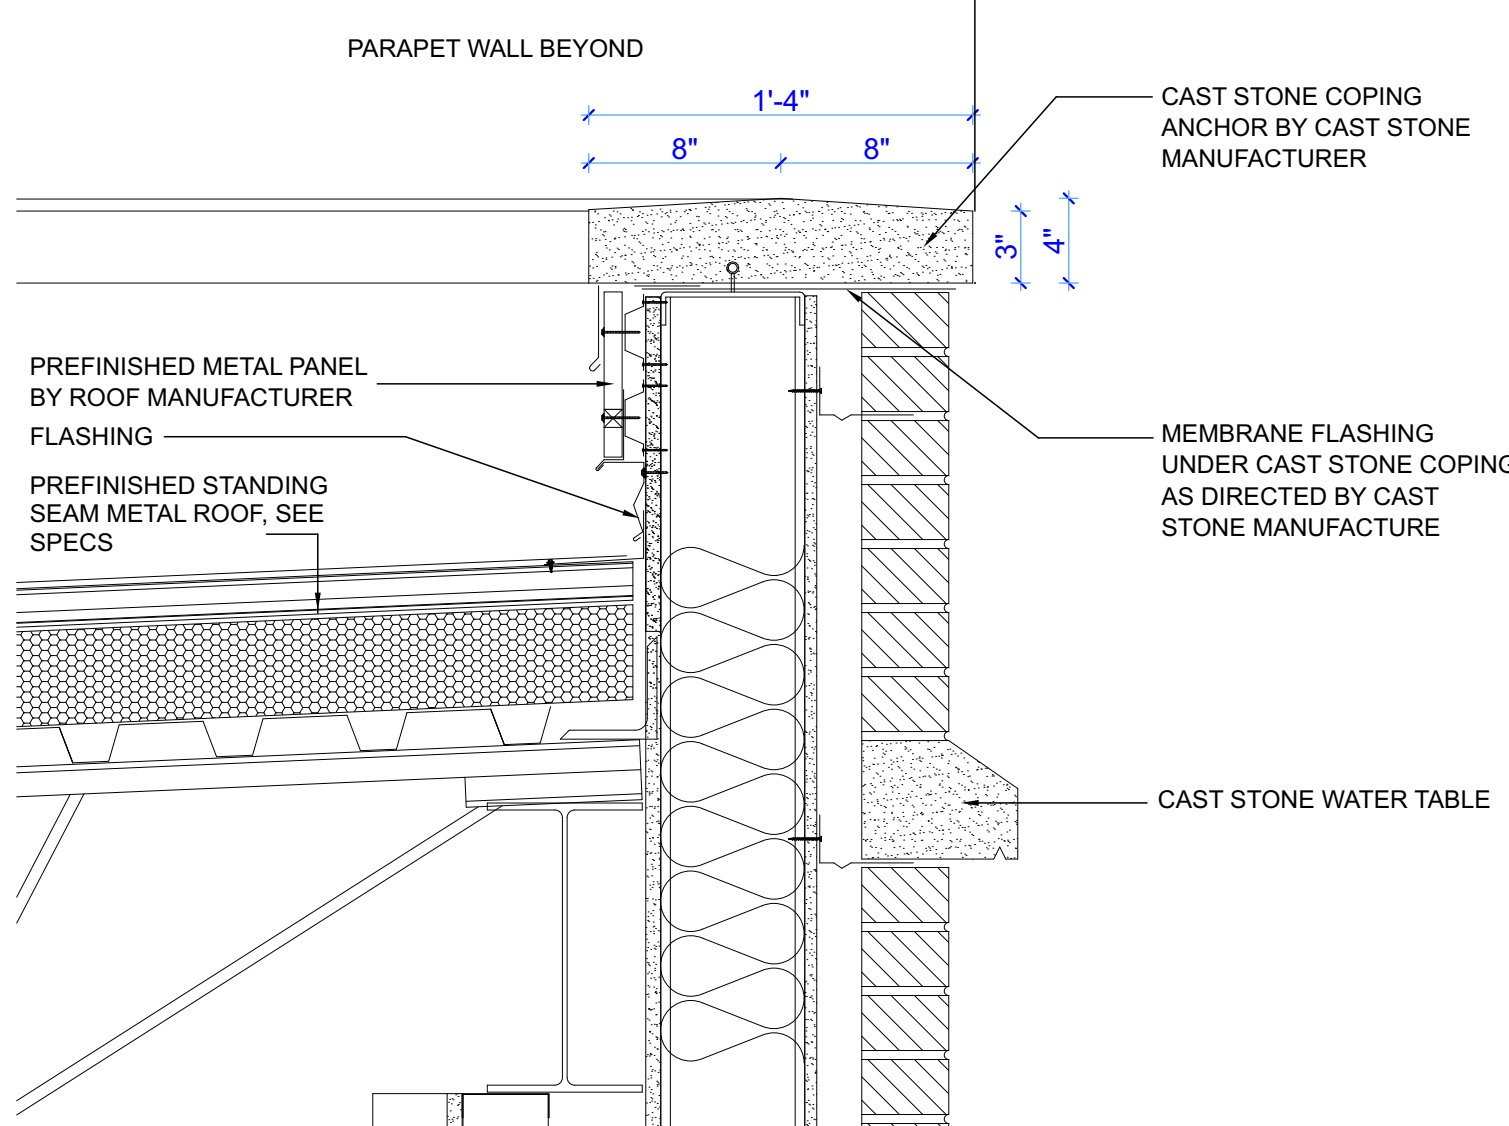 PARAPET WALL BEYOND
1'-4"
8"
8"
CAST STONE COPING
ANCHOR BY CAST STONE
MANUFACTURER
3"
4"
PREFINISHED METAL PANEL
BY ROOF MANUFACTURER
FLASHING
PREFINISHED STANDING
SEAM METAL ROOF, SEE
SPECS
MEMBRANE FLASHING
UNDER CAST STONE COPING
AS DIRECTED BY CAST
STONE MANUFACTURE
CAST STONE WATER TABLE